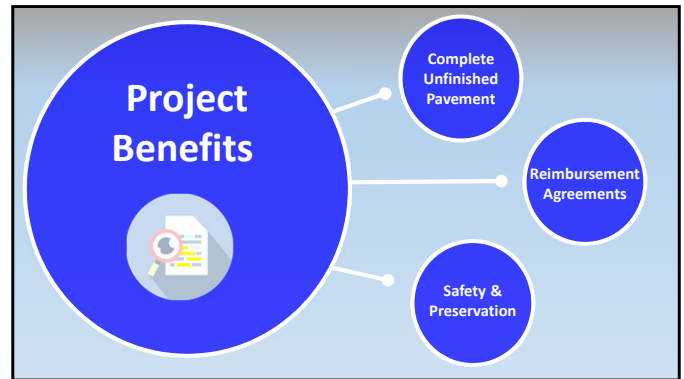 Project
Benefits
Complete
Unfinished
Pavement
Reimbursement
Agreements
Safety &
Preservation